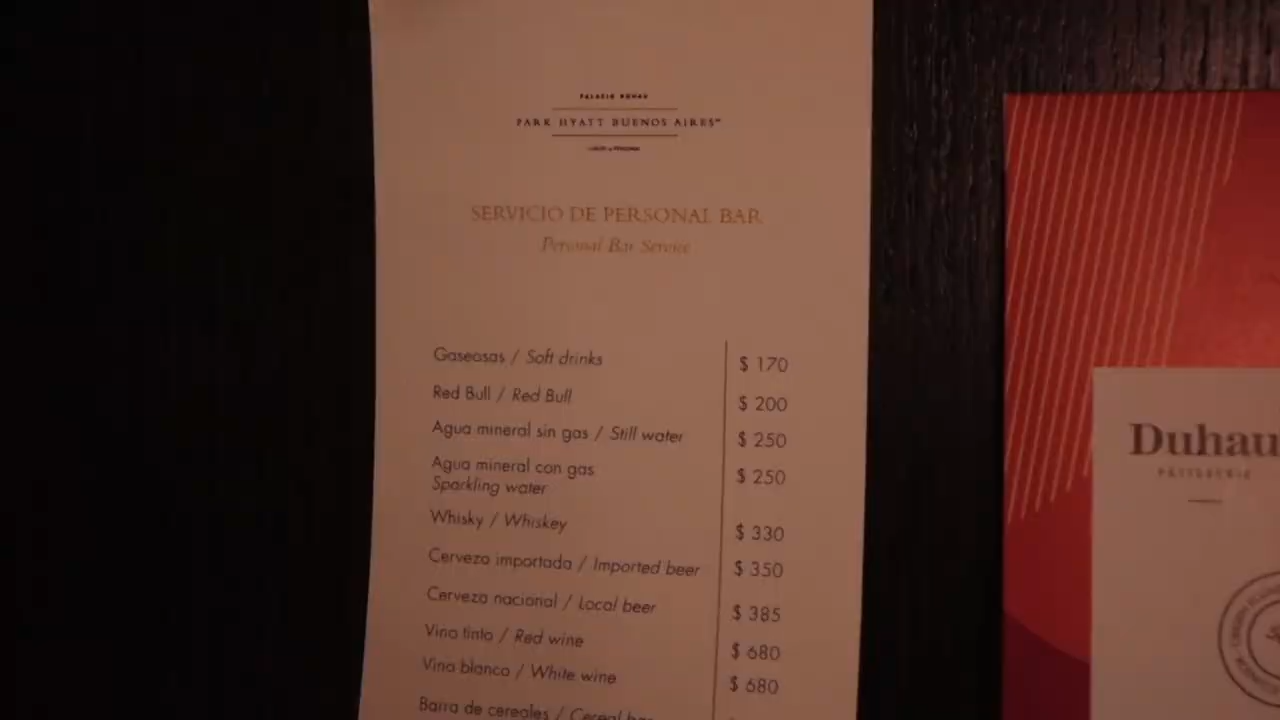 PALACIO DUHAU
PARK HYATT BUENOS AIRES™
SERVICIO DE PERSONAL BAR
Personal Bar Service
Gaseosas / Soft drinks $ 170
Red Bull / Red Bull $ 200
Agua mineral sin gas / Still water $ 250
Agua mineral con gas $ 250
Sparkling water
Whisky / Whiskey $ 330
Cerveza importada / Imported beer $ 350
Cerveza nacional / Local beer $ 385
Vino tinto / Red wine $ 680
Vino blanco / White wine $ 680
Barra de cereales / Cereal bar
Duhau
PATISSERIE